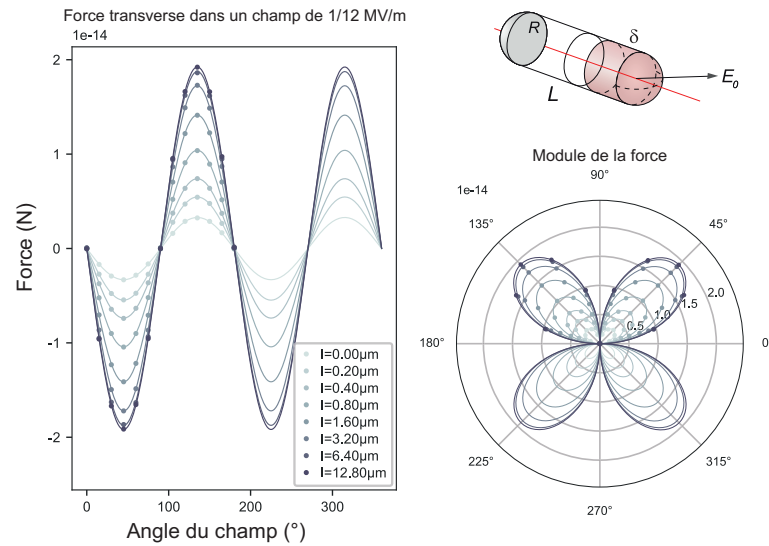 Force transverse dans un champ de 1/12 MV/m
1e-14
2
1
0
-1
-2
Force (N)
0
100
200
300
Angle du champ (°)
l=0.00µm
l=0.20µm
l=0.40µm
l=0.80µm
l=1.60µm
l=3.20µm
l=6.40µm
l=12.80µm
R
δ
L
E₀
Module de la force
1e-14
90°
135°
45°
180°
0
225°
315°
270°
0.5
1.0
1.5
2.0